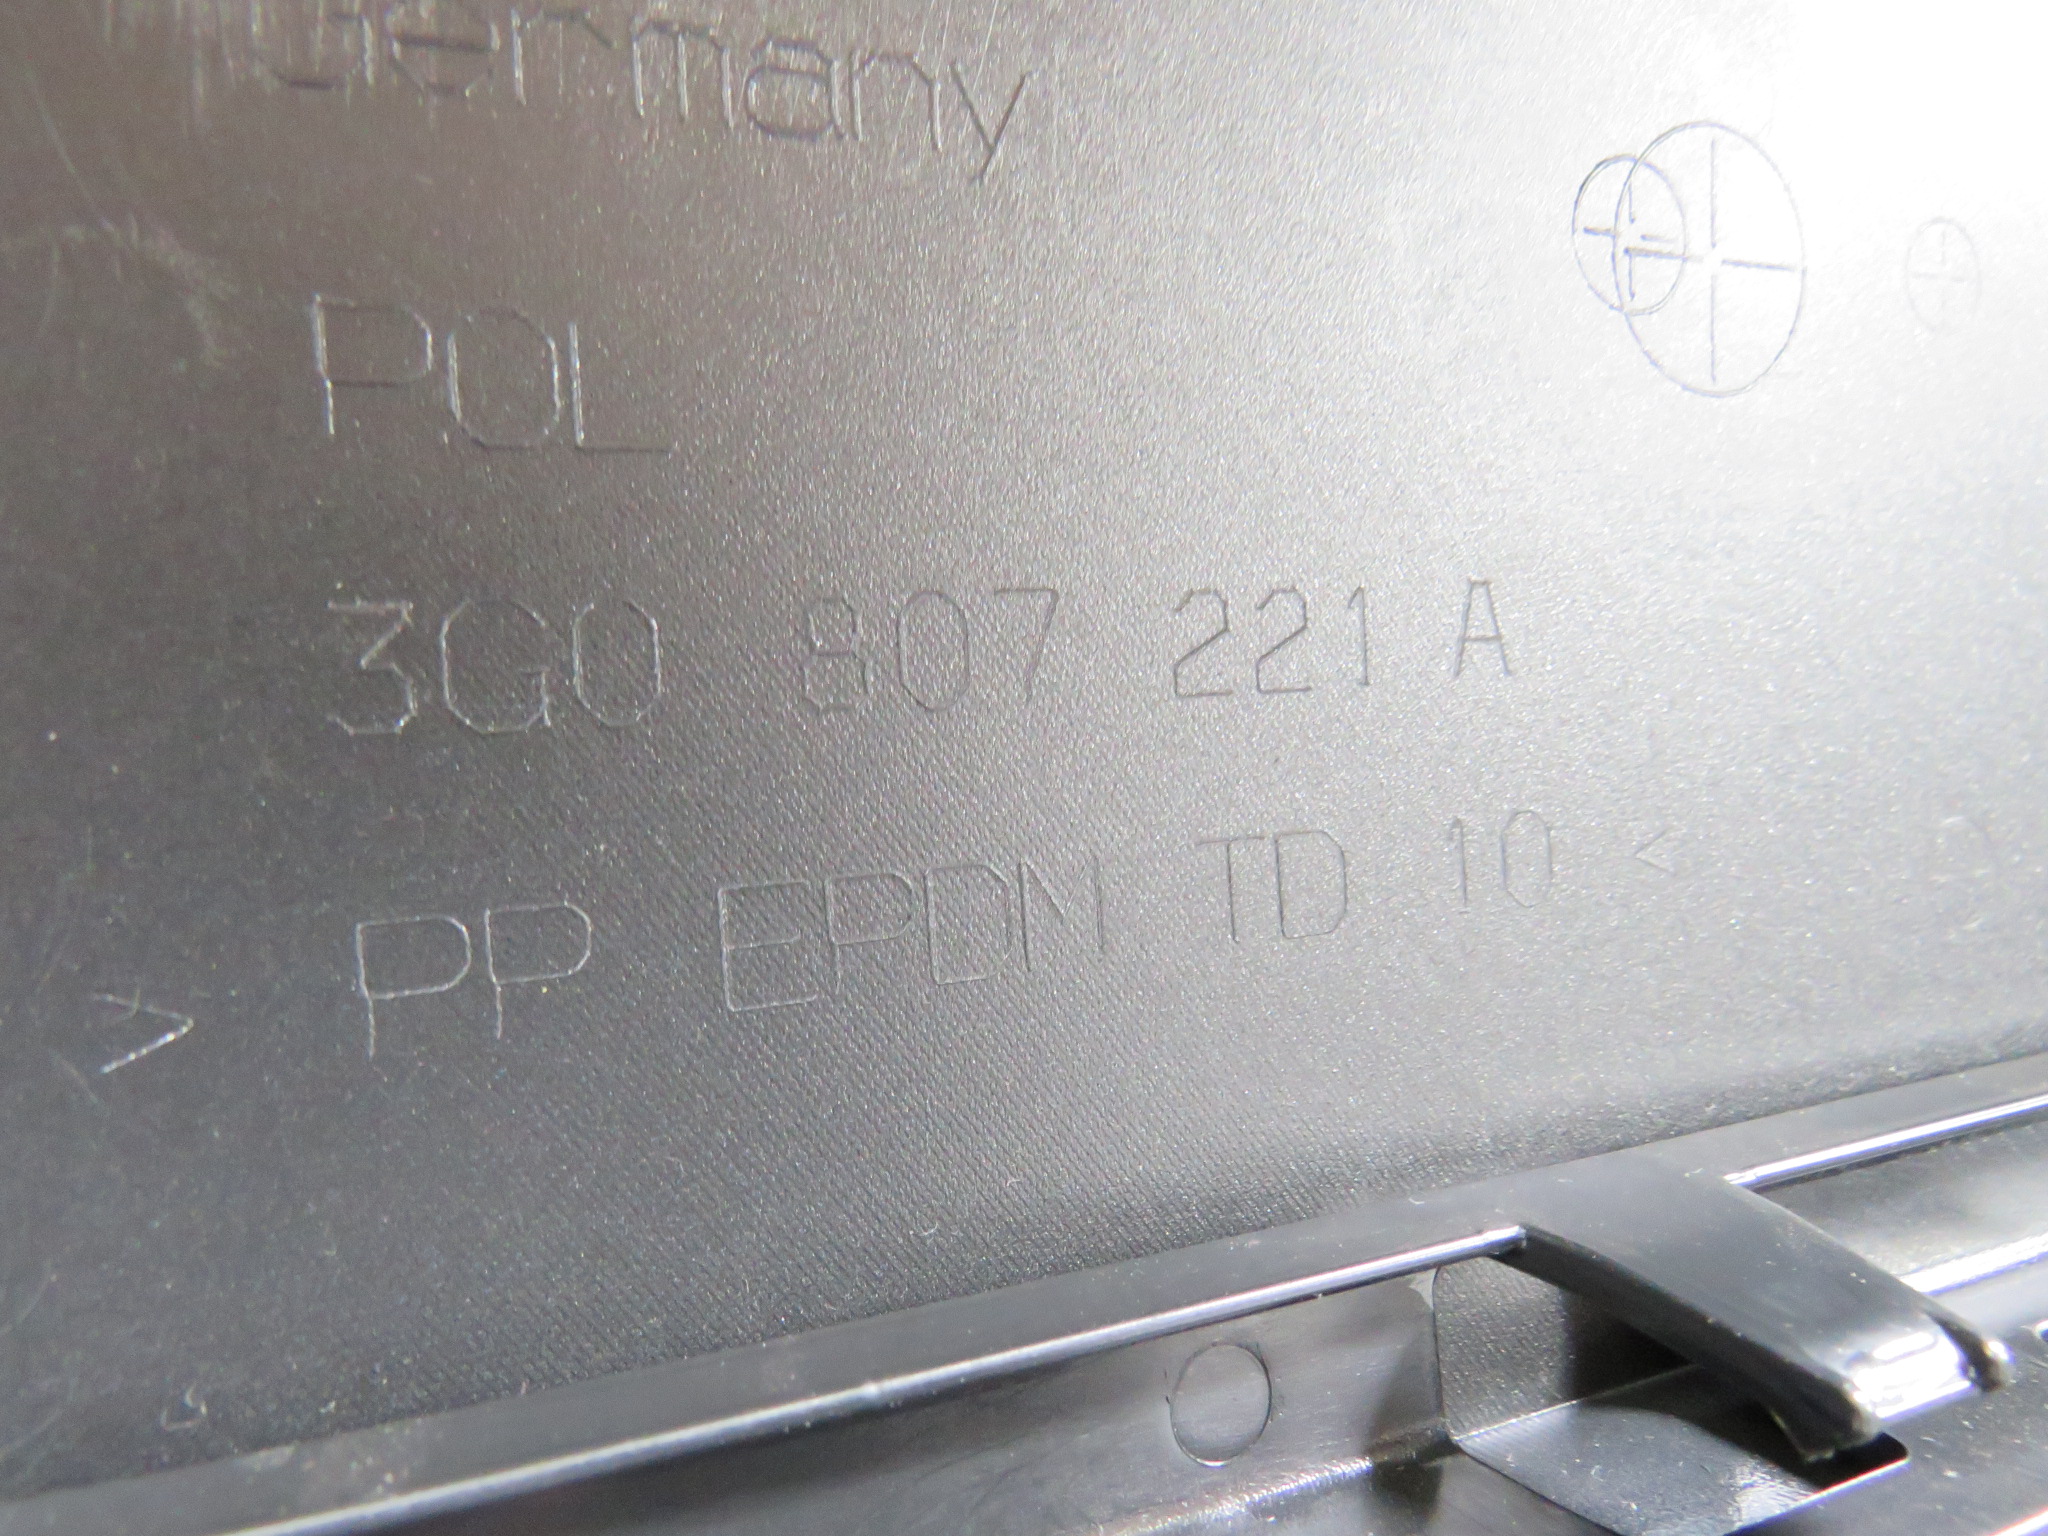 Germany
POL
3G0 807 221 A
> PP EPDM TD 10 <